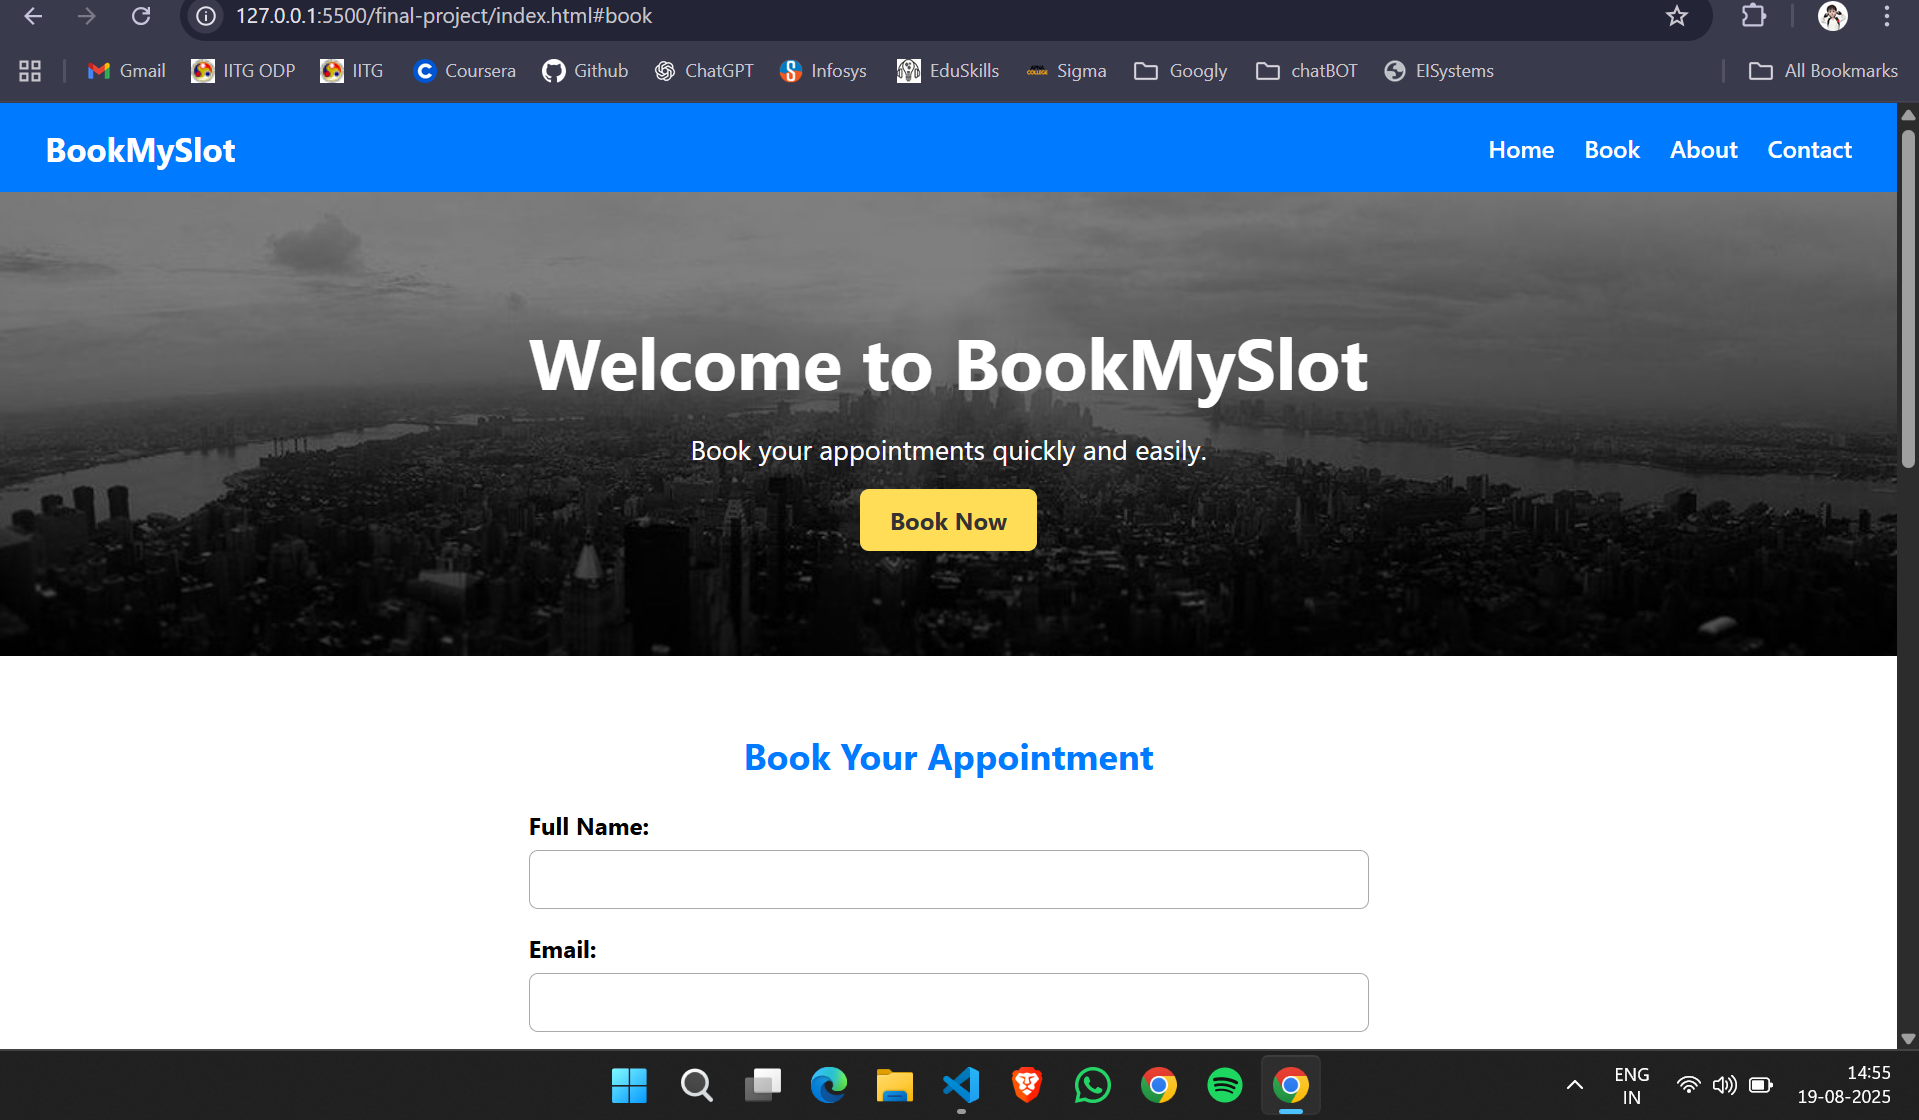 127.0.0.1:5500/final-project/index.html#book
Gmail IITG ODP IITG Coursera Github ChatGPT Infosys EduSkills Sigma Googly chatBOT EISystems All Bookmarks
BookMySlot Home Book About Contact
Welcome to BookMySlot
Book your appointments quickly and easily.
Book Now
Book Your Appointment
Full Name:
Email:
ENG 14:55
IN 19-08-2025